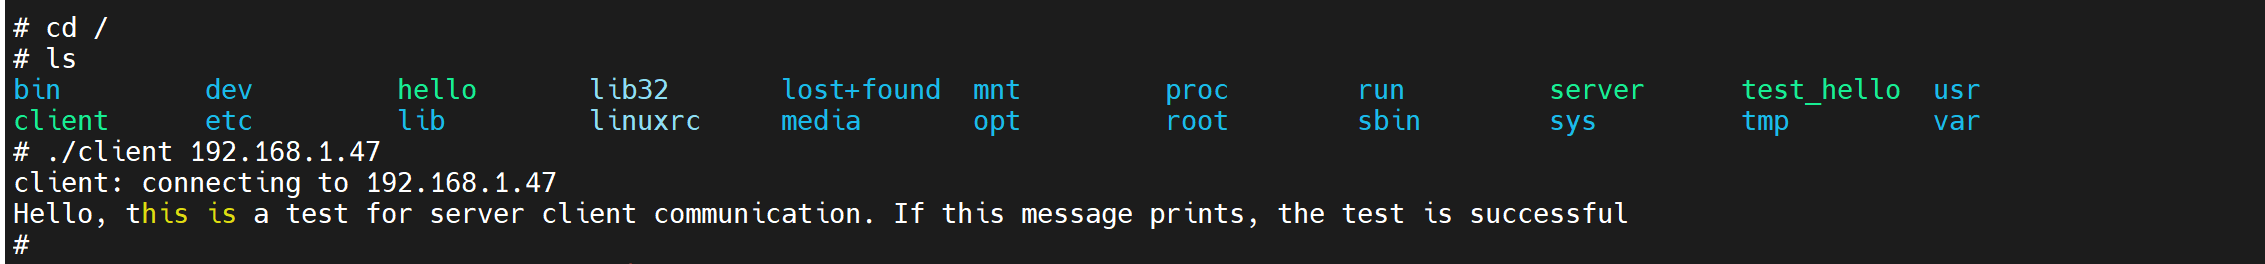 # cd /
# ls
bin         dev         hello       lib32       lost+found  mnt         proc        run         server      test_hello  usr
client      etc         lib         linuxrc     media       opt         root        sbin        sys         tmp         var
# ./client 192.168.1.47
client: connecting to 192.168.1.47
Hello, this is a test for server client communication. If this message prints, the test is successful
#